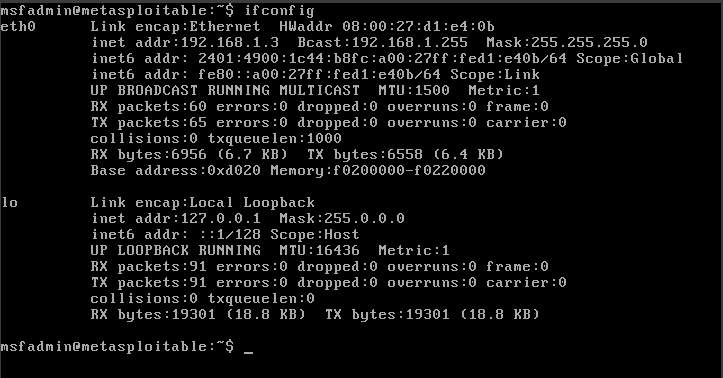 msfadmin@metasploitable:~$ ifconfig
eth0      Link encap:Ethernet  HWaddr 08:00:27:d1:e4:0b
          inet addr:192.168.1.3  Bcast:192.168.1.255  Mask:255.255.255.0
          inet6 addr: 2401:4900:1c44:b8fc:a00:27ff:fed1:e40b/64 Scope:Global
          inet6 addr: fe80::a00:27ff:fed1:e40b/64 Scope:Link
          UP BROADCAST RUNNING MULTICAST  MTU:1500  Metric:1
          RX packets:60 errors:0 dropped:0 overruns:0 frame:0
          TX packets:65 errors:0 dropped:0 overruns:0 carrier:0
          collisions:0 txqueuelen:1000
          RX bytes:6956 (6.7 KB)  TX bytes:6558 (6.4 KB)
          Base address:0xd020 Memory:f0200000-f0220000
lo        Link encap:Local Loopback
          inet addr:127.0.0.1  Mask:255.0.0.0
          inet6 addr: ::1/128 Scope:Host
          UP LOOPBACK RUNNING  MTU:16436  Metric:1
          RX packets:91 errors:0 dropped:0 overruns:0 frame:0
          TX packets:91 errors:0 dropped:0 overruns:0 carrier:0
          collisions:0 txqueuelen:0
          RX bytes:19301 (18.8 KB)  TX bytes:19301 (18.8 KB)
msfadmin@metasploitable:~$ _